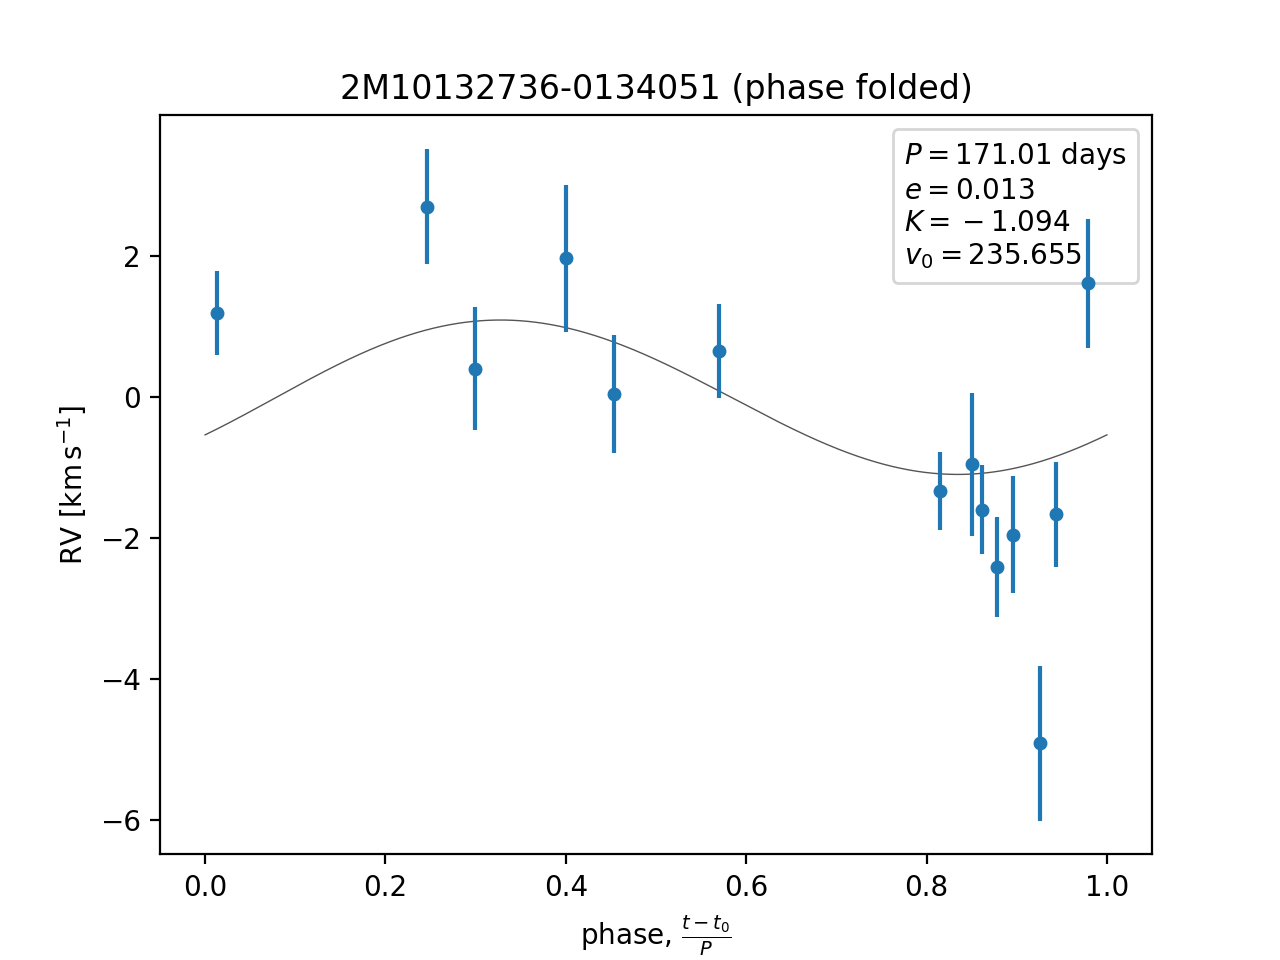 2M10132736-0134051 (phase folded)
P = 171.01 days
e = 0.013
K = −1.094
v₀ = 235.655
2
0
−2
−4
−6
RV [km s⁻¹]
0.0 0.2 0.4 0.6 0.8 1.0
phase, (t − t₀)/P